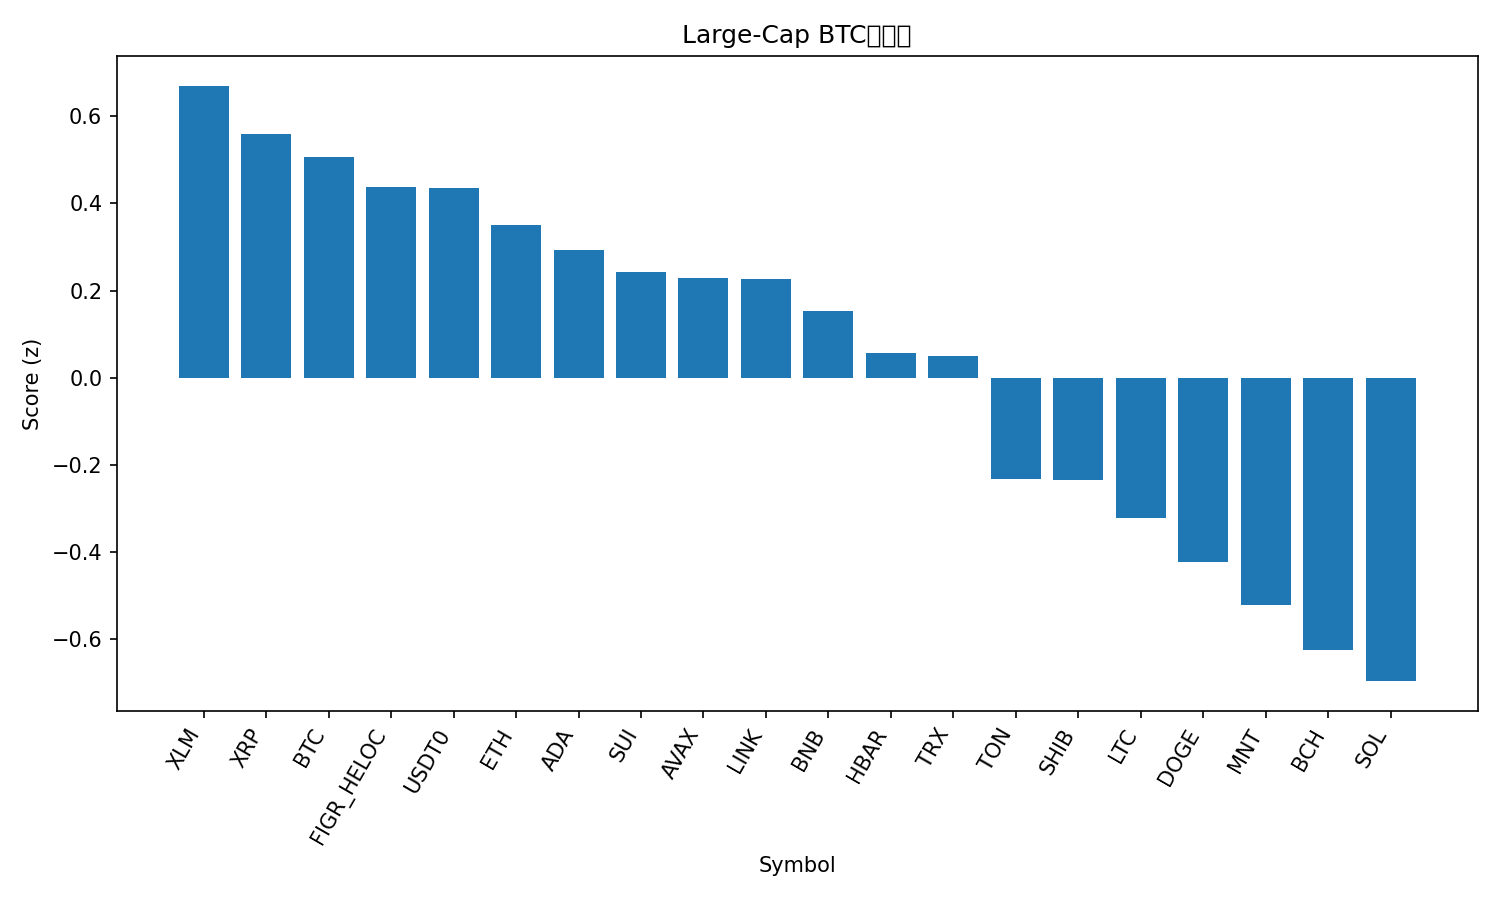 Large-Cap BTC
Score (z)
0.6
0.4
0.2
0.0
−0.2
−0.4
−0.6
XLM
XRP
BTC
FIGR_HELOC
USDT0
ETH
ADA
SUI
AVAX
LINK
BNB
HBAR
TRX
TON
SHIB
LTC
DOGE
MNT
BCH
SOL
Symbol